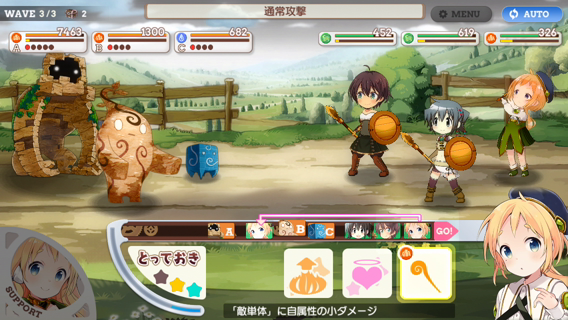 WAVE 3/3 2
通常攻撃
MENU
AUTO
7463
A
1300
B
682
C
452
619
326
A
B
C
GO!
とっておき
SUPPORT
「敵単体」に自属性の小ダメージ